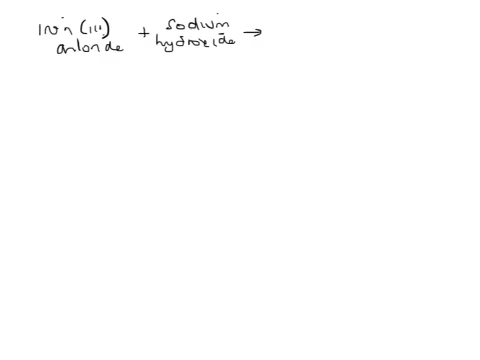 Iron (III) + sodium
chloride hydroxide →